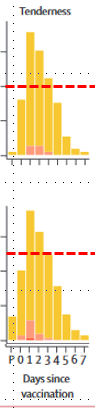 Tenderness
P 0 1 2 3 4 5 6 7
Days since
vaccination